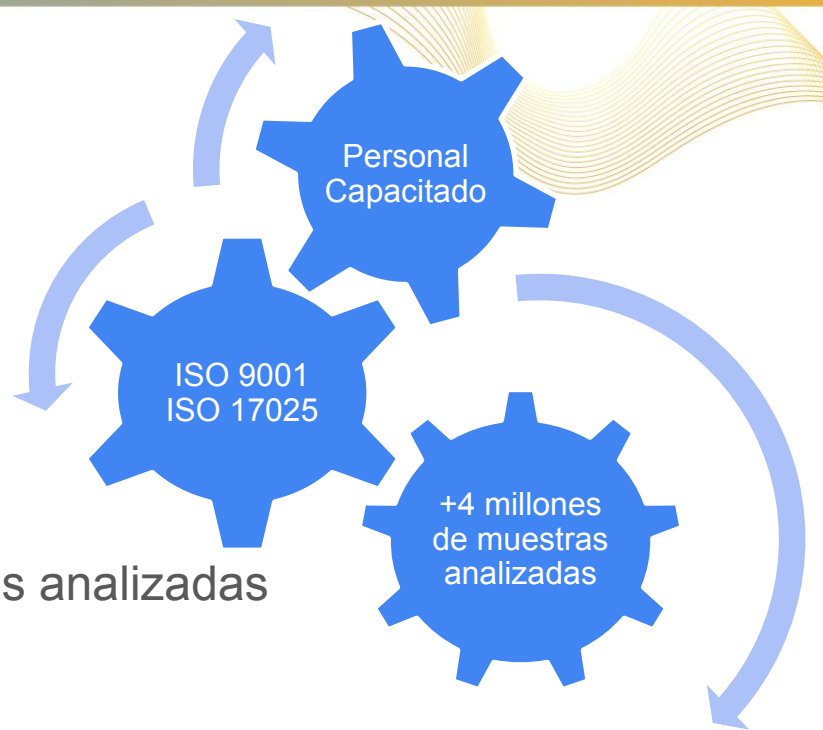 Personal
Capacitado
ISO 9001
ISO 17025
+4 millones
de muestras
analizadas
s analizadas